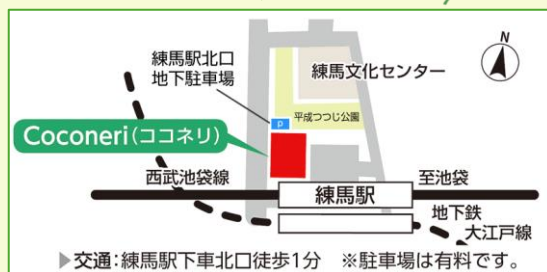 N
練馬駅北口
地下駐車場
練馬文化センター
P
平成つつじ公園
Coconeri(ココネリ)
西武池袋線
練馬駅
至池袋
地下鉄
大江戸線
▶交通:練馬駅下車北口徒歩1分　※駐車場は有料です。